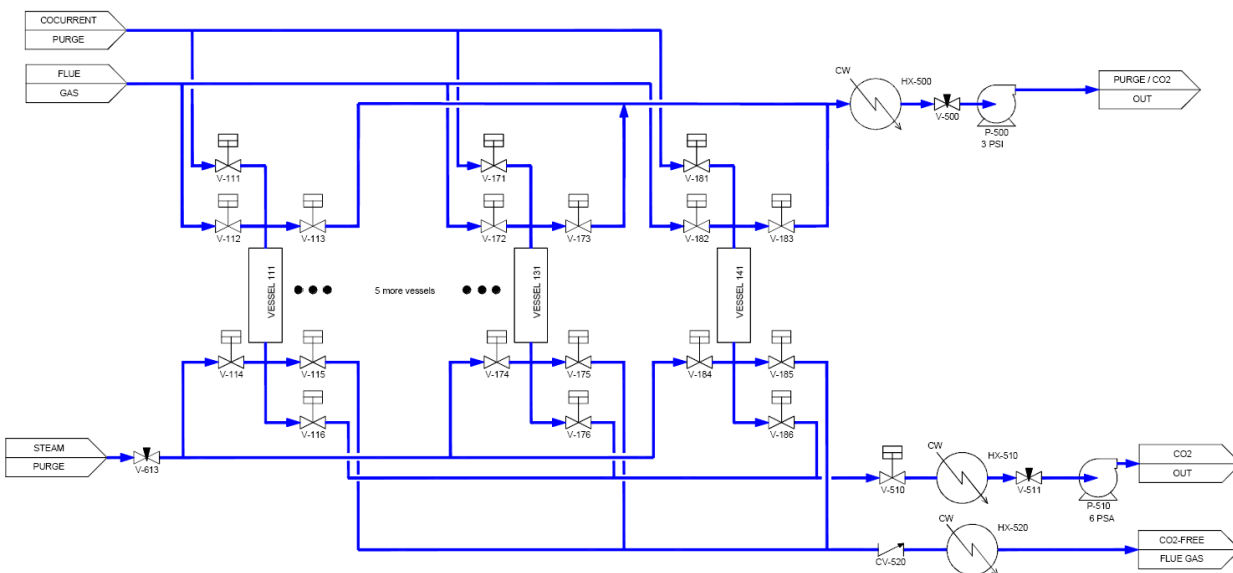 COCURRENT
PURGE
FLUE
GAS
CW
HX-500
V-500
P-500
3 PSI
PURGE / CO2
OUT
V-111
V-171
V-181
V-112
V-113
V-172
V-173
V-182
V-183
VESSEL 111
5 more vessels
VESSEL 131
VESSEL 141
V-114
V-115
V-174
V-175
V-184
V-185
V-116
V-176
V-186
STEAM
PURGE
V-613
V-510
CW
HX-510
V-511
P-510
6 PSA
CO2
OUT
CV-520
CW
HX-520
CO2-FREE
FLUE GAS